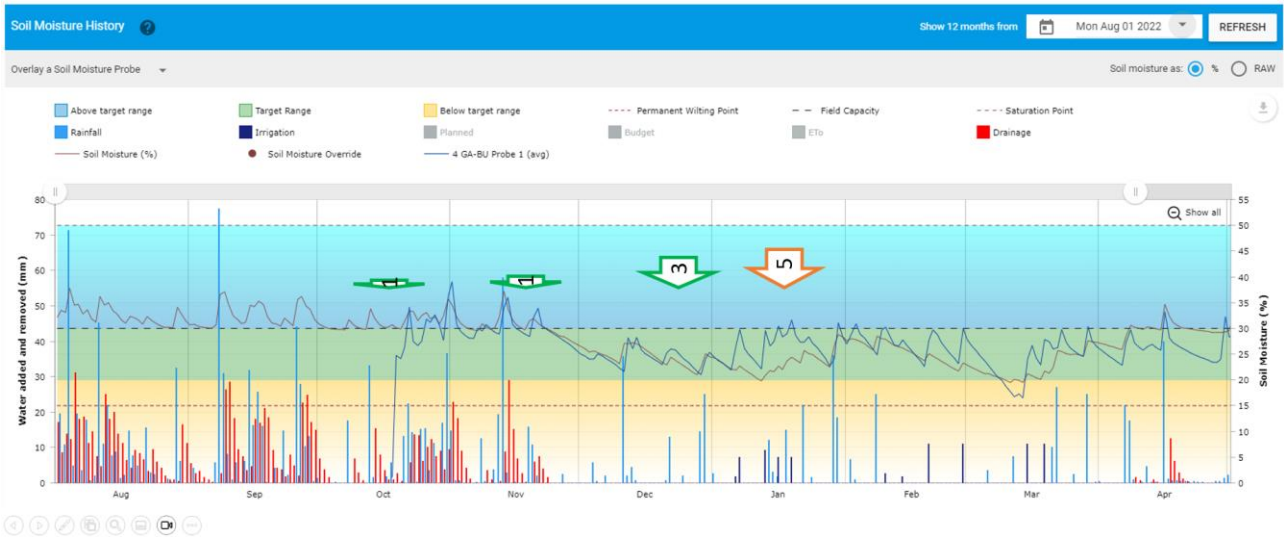 Soil Moisture History ?
Show 12 months from Mon Aug 01 2022 REFRESH
Overlay a Soil Moisture Probe
Soil moisture as: % RAW
Above target range Target Range Below target range Permanent Wilting Point Field Capacity Saturation Point
Rainfall Irrigation Planned Budget ETo Drainage
Soil Moisture (%) Soil Moisture Override 4 GA-BU Probe 1 (avg)
Show all
Water added and removed (mm)
80
70
60
50
40
30
20
10
0
1
1
3
5
55
50
45
40
35
30
25
20
15
10
5
0
Soil Moisture (%)
Aug Sep Oct Nov Dec Jan Feb Mar Apr